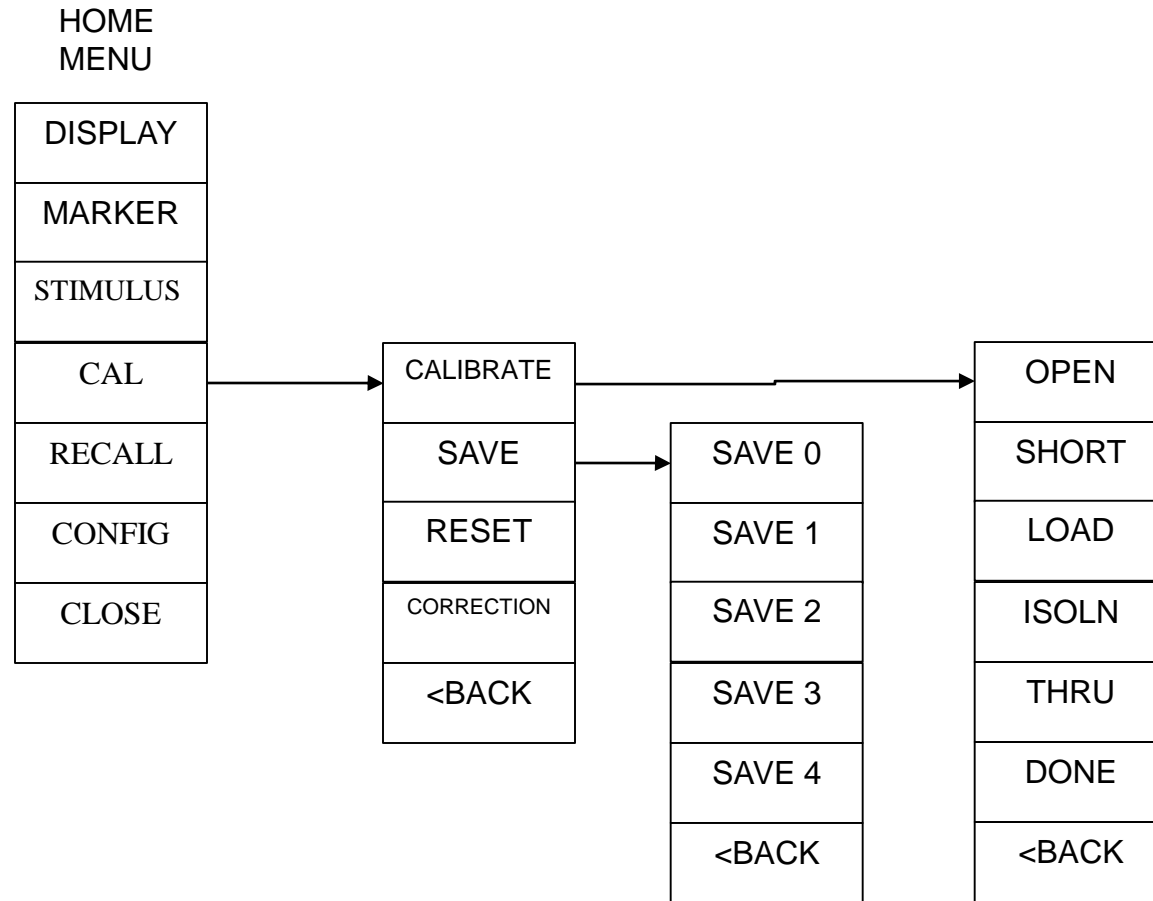 HOME
MENU
DISPLAY
MARKER
STIMULUS
CAL
RECALL
CONFIG
CLOSE
CALIBRATE
SAVE
RESET
CORRECTION
<BACK
SAVE 0
SAVE 1
SAVE 2
SAVE 3
SAVE 4
<BACK
OPEN
SHORT
LOAD
ISOLN
THRU
DONE
<BACK